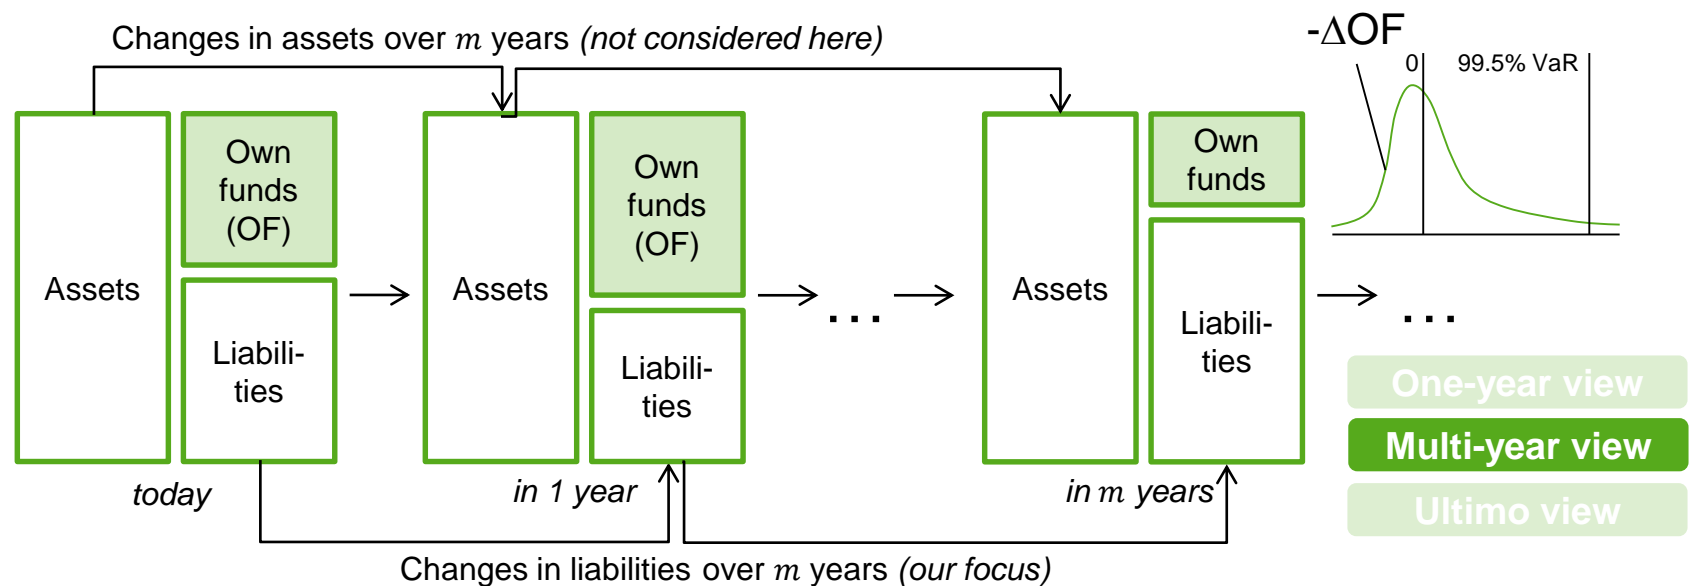 Changes in assets over m years (not considered here)
-ΔOF
0
99.5% VaR
Assets
Own
funds
(OF)
Liabili-
ties
Assets
Own
funds
(OF)
Liabili-
ties
...
Assets
Own
funds
Liabili-
ties
...
today
in 1 year
in m years
Changes in liabilities over m years (our focus)
One-year view
Multi-year view
Ultimo view